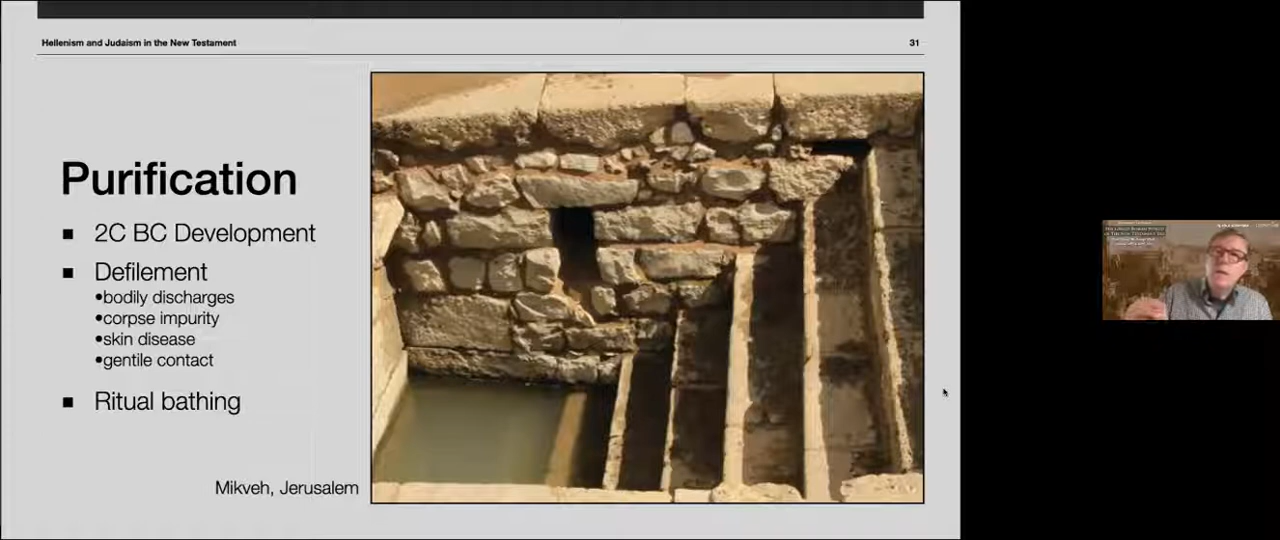 Hellenism and Judaism in the New Testament
31
Purification
■ 2C BC Development
■ Defilement
•bodily discharges
•corpse impurity
•skin disease
•gentile contact
■ Ritual bathing
Mikveh, Jerusalem